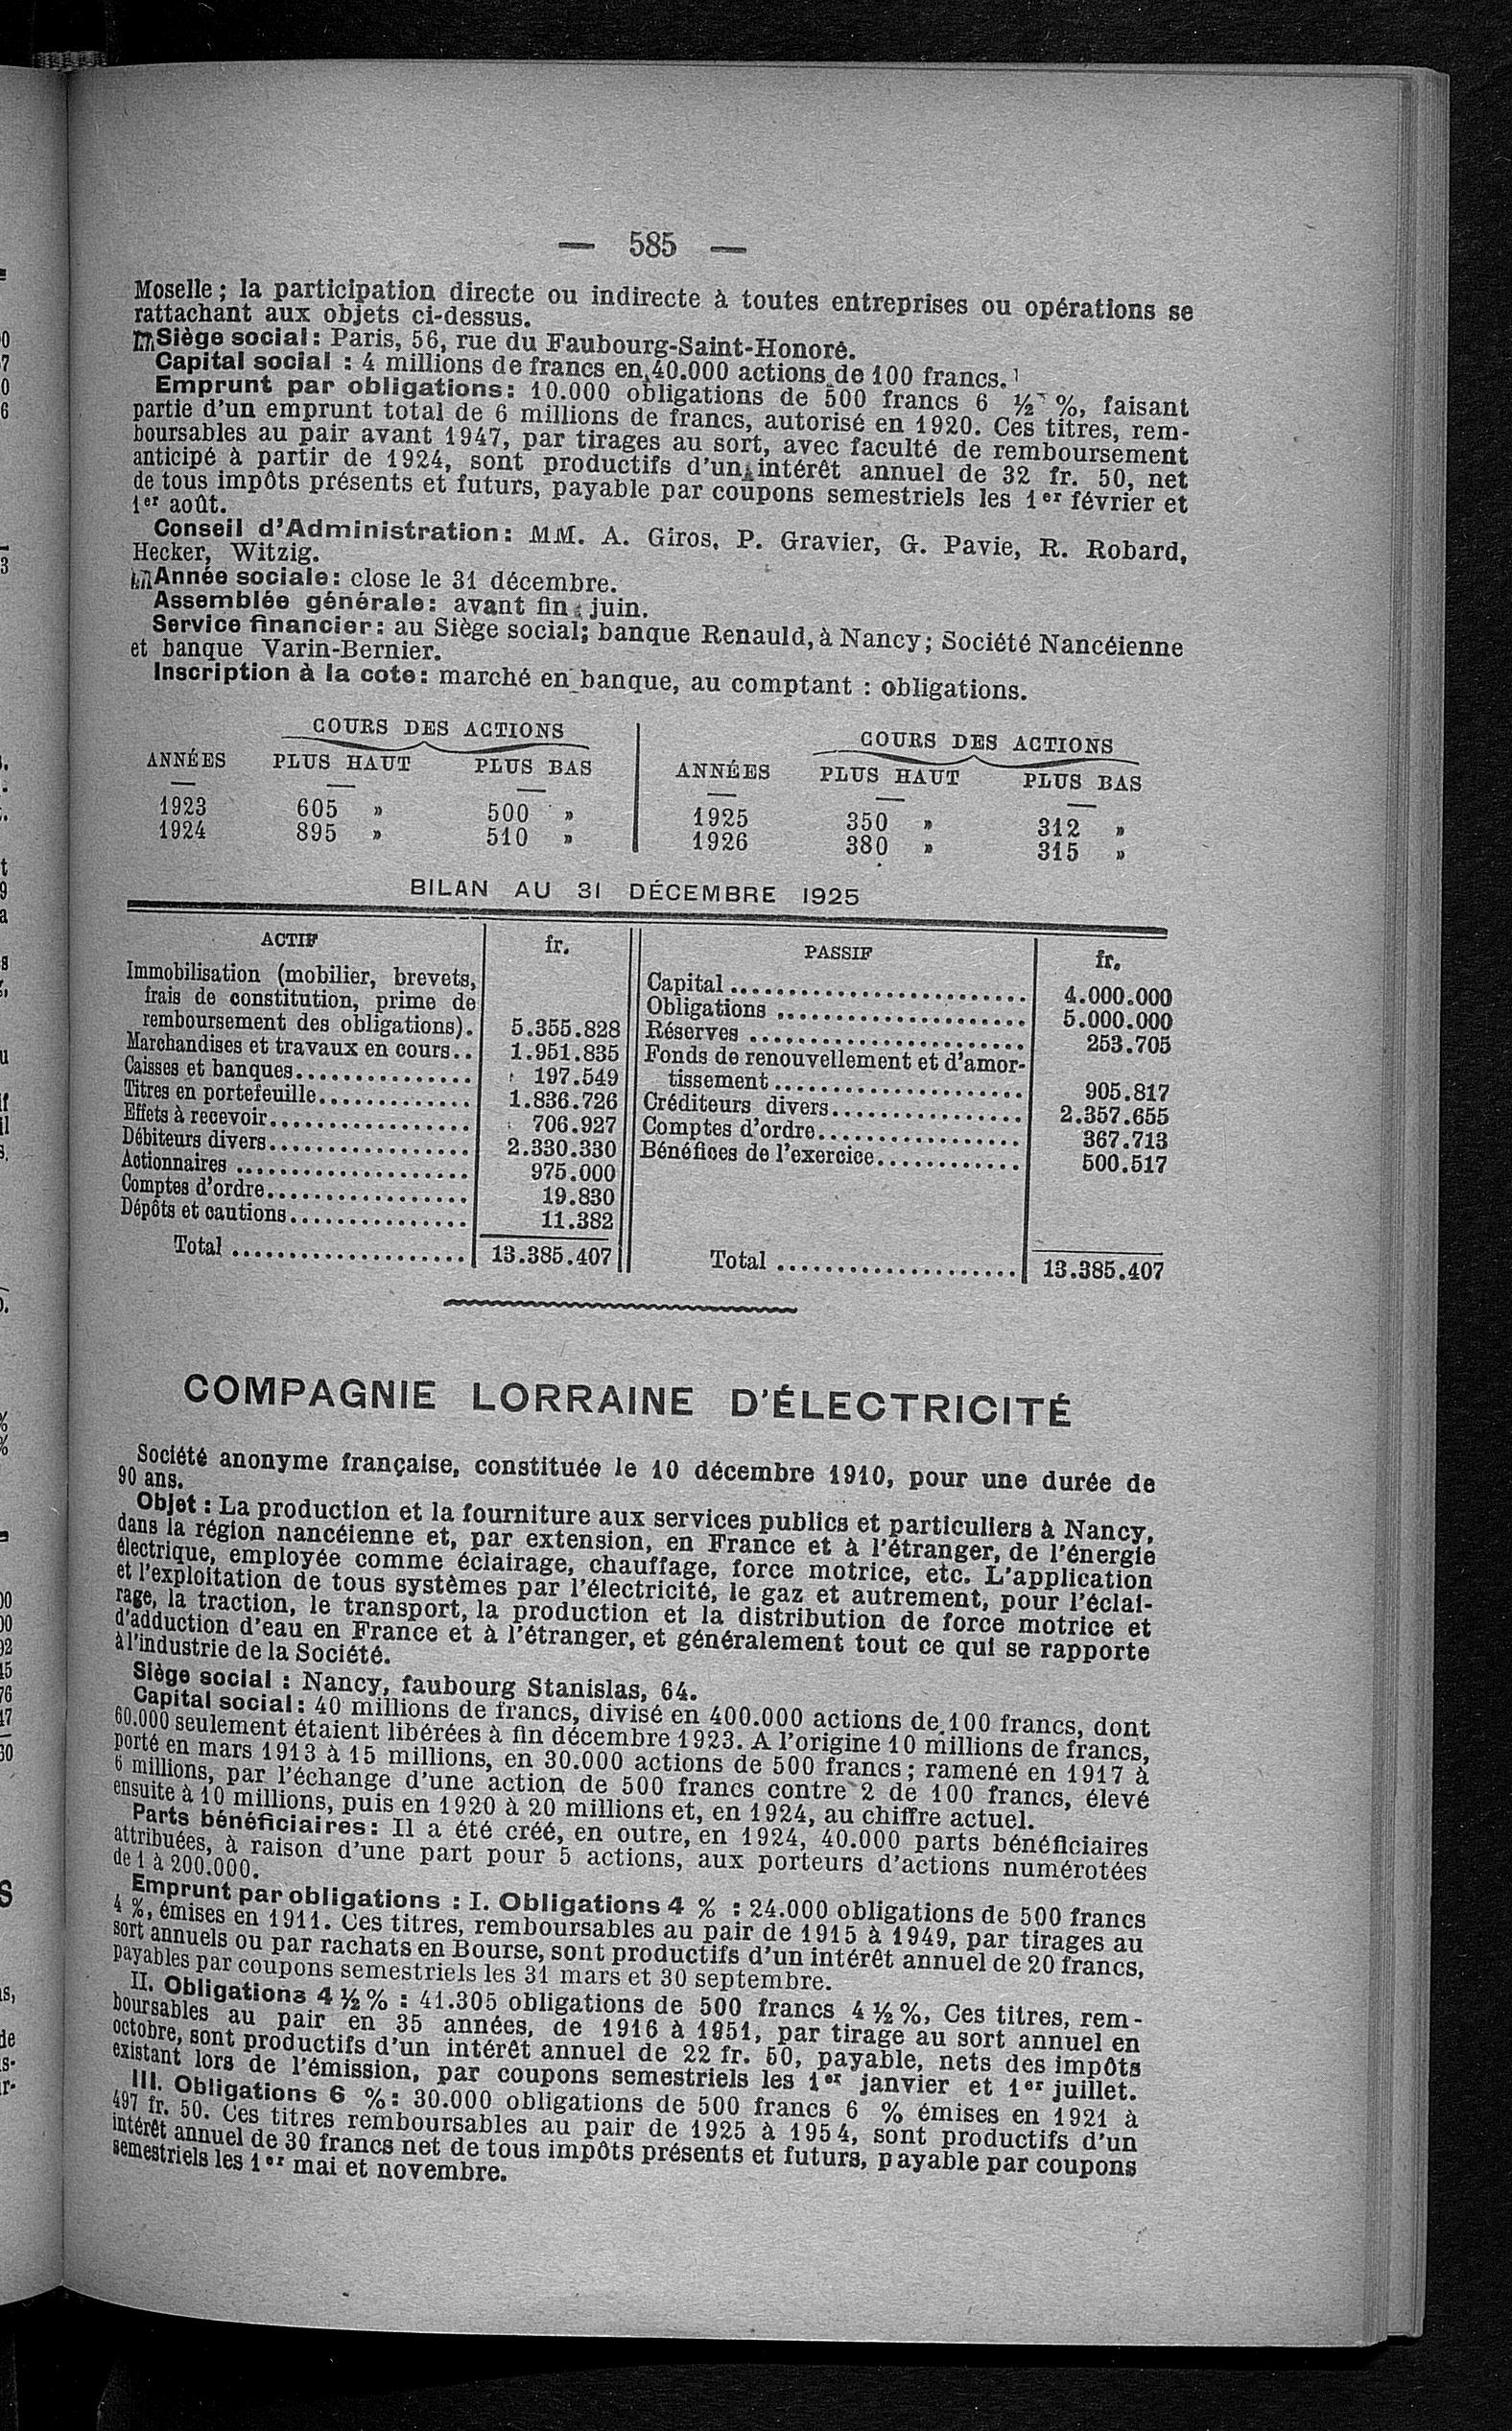 — 585 —
Moselle ; la participation directe ou indirecte à toutes entreprises ou opérations se
rattachant aux objets ci-dessus.
Siège social : Paris, 56, rue du Faubourg-Saint-Honoré.
Capital social : 4 millions de francs en 40.000 actions de 100 francs.
Emprunt par obligations : 10.000 obligations de 500 francs 6 ½ %, faisant
partie d'un emprunt total de 6 millions de francs, autorisé en 1920. Ces titres, rem-
boursables au pair avant 1947, par tirages au sort, avec faculté de remboursement
anticipé à partir de 1924, sont productifs d'un intérêt annuel de 32 fr. 50, net
de tous impôts présents et futurs, payable par coupons semestriels les 1er février et
1er août.
Conseil d'Administration : MM. A. Giros, P. Gravier, G. Pavie, R. Robard,
Hecker, Witzig.
Année sociale : close le 31 décembre.
Assemblée générale : avant fin juin.
Service financier : au Siège social ; banque Renauld, à Nancy ; Société Nancéienne
et banque Varin-Bernier.
Inscription à la cote : marché en banque, au comptant : obligations.
COURS DES ACTIONS COURS DES ACTIONS
ANNÉES PLUS HAUT PLUS BAS ANNÉES PLUS HAUT PLUS BAS
1923 605 » 500 » 1925 350 » 312 »
1924 895 » 510 » 1926 380 » 315 »
BILAN AU 31 DÉCEMBRE 1925
ACTIF fr.
Immobilisation (mobilier, brevets,
frais de constitution, prime de
remboursement des obligations). 5.355.828
Marchandises et travaux en cours.. 1.951.835
Caisses et banques............... 197.549
Titres en portefeuille............. 1.836.726
Effets à recevoir................. 706.927
Débiteurs divers................. 2.330.330
Actionnaires .................... 975.000
Comptes d'ordre................. 19.830
Dépôts et cautions............... 11.382
Total .................... 13.385.407
PASSIF fr.
Capital ......................... 4.000.000
Obligations ..................... 5.000.000
Réserves ........................ 253.705
Fonds de renouvellement et d'amor-
tissement ..................... 905.817
Créditeurs divers................ 2.357.655
Comptes d'ordre................. 367.713
Bénéfices de l'exercice............ 500.517
Total ..................... 13.385.407
COMPAGNIE LORRAINE D'ÉLECTRICITÉ
Société anonyme française, constituée le 10 décembre 1910, pour une durée de
90 ans.
Objet : La production et la fourniture aux services publics et particuliers à Nancy,
dans la région nancéienne et, par extension, en France et à l'étranger, de l'énergie
électrique, employée comme éclairage, chauffage, force motrice, etc. L'application
et l'exploitation de tous systèmes par l'électricité, le gaz et autrement, pour l'éclai-
rage, la traction, le transport, la production et la distribution de force motrice et
d'adduction d'eau en France et à l'étranger, et généralement tout ce qui se rapporte
à l'industrie de la Société.
Siège social : Nancy, faubourg Stanislas, 64.
Capital social : 40 millions de francs, divisé en 400.000 actions de 100 francs, dont
60.000 seulement étaient libérées à fin décembre 1923. A l'origine 10 millions de francs,
porté en mars 1913 à 15 millions, en 30.000 actions de 500 francs ; ramené en 1917 à
6 millions, par l'échange d'une action de 500 francs contre 2 de 100 francs, élevé
ensuite à 10 millions, puis en 1920 à 20 millions et, en 1924, au chiffre actuel.
Parts bénéficiaires : Il a été créé, en outre, en 1924, 40.000 parts bénéficiaires
attribuées, à raison d'une part pour 5 actions, aux porteurs d'actions numérotées
de 1 à 200.000.
Emprunt par obligations : I. Obligations 4 % : 24.000 obligations de 500 francs
4 %, émises en 1911. Ces titres, remboursables au pair de 1915 à 1949, par tirages au
sort annuels ou par rachats en Bourse, sont productifs d'un intérêt annuel de 20 francs,
payables par coupons semestriels les 31 mars et 30 septembre.
II. Obligations 4 ½ % : 41.305 obligations de 500 francs 4 ½ %, Ces titres, rem-
boursables au pair en 35 années, de 1916 à 1951, par tirage au sort annuel en
octobre, sont productifs d'un intérêt annuel de 22 fr. 50, payable, nets des impôts
existant lors de l'émission, par coupons semestriels les 1er janvier et 1er juillet.
III. Obligations 6 % : 30.000 obligations de 500 francs 6 % émises en 1921 à
497 fr. 50. Ces titres remboursables au pair de 1925 à 1954, sont productifs d'un
intérêt annuel de 30 francs net de tous impôts présents et futurs, payable par coupons
semestriels les 1er mai et novembre.